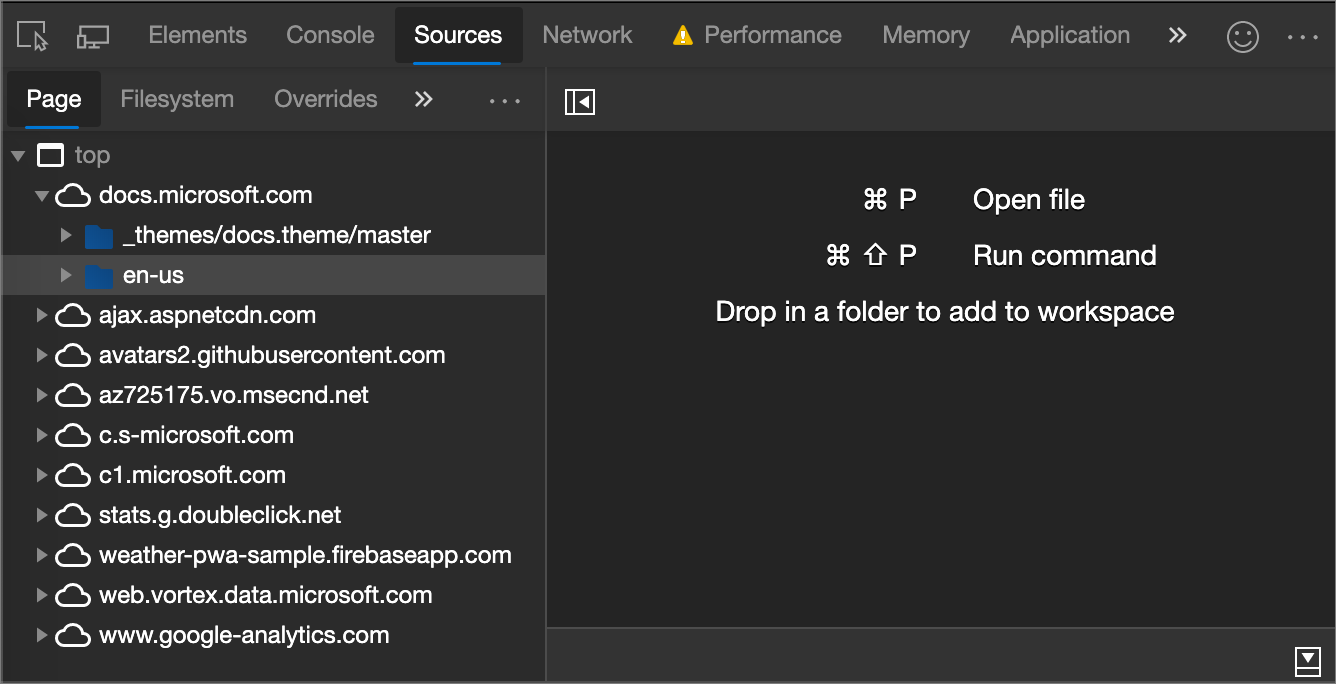 Elements Console Sources Network Performance Memory Application
Page Filesystem Overrides
top
docs.microsoft.com
_themes/docs.theme/master
en-us
ajax.aspnetcdn.com
avatars2.githubusercontent.com
az725175.vo.msecnd.net
c.s-microsoft.com
c1.microsoft.com
stats.g.doubleclick.net
weather-pwa-sample.firebaseapp.com
web.vortex.data.microsoft.com
www.google-analytics.com
⌘ P Open file
⌘ ⇧ P Run command
Drop in a folder to add to workspace